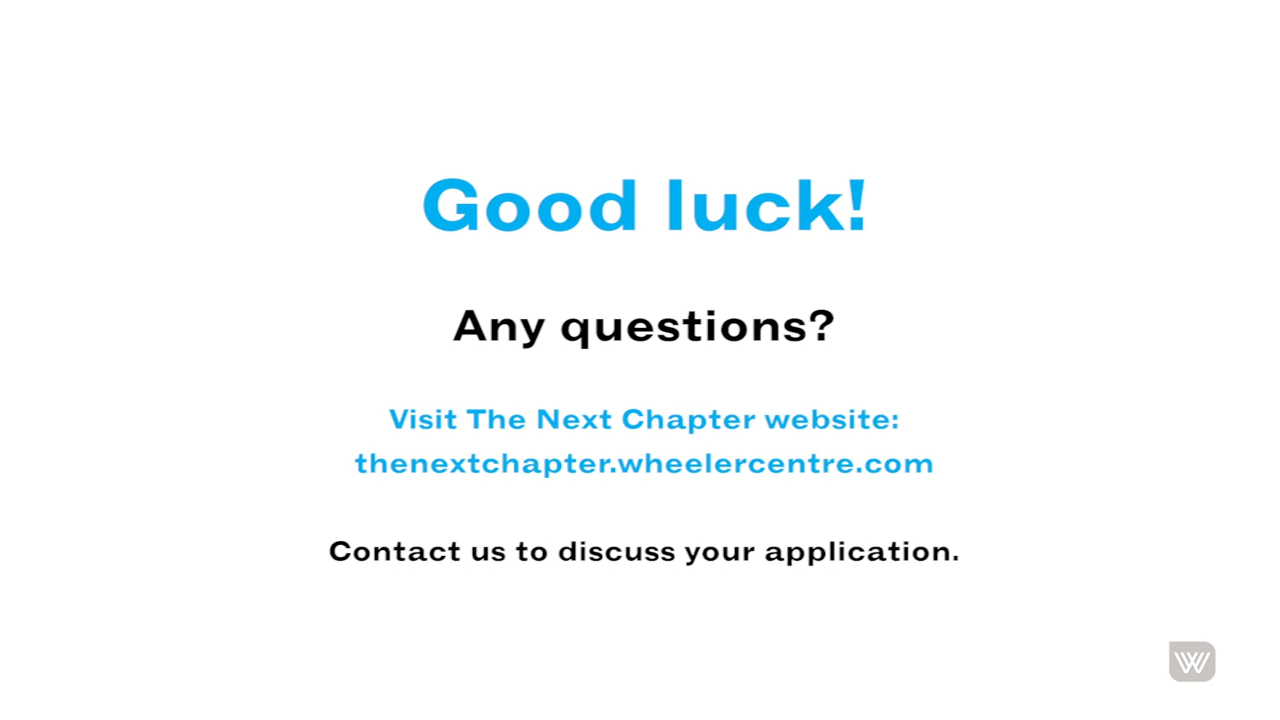 Good luck!
Any questions?
Visit The Next Chapter website:
thenextchapter.wheelercentre.com
Contact us to discuss your application.
W